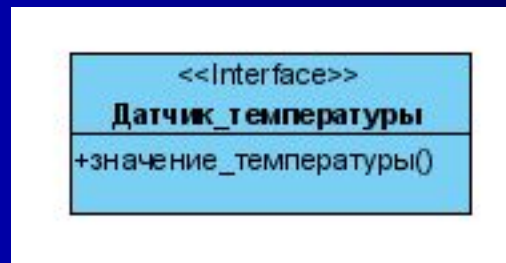 <<Interface>>
Датчик_температуры
+значение_температуры()